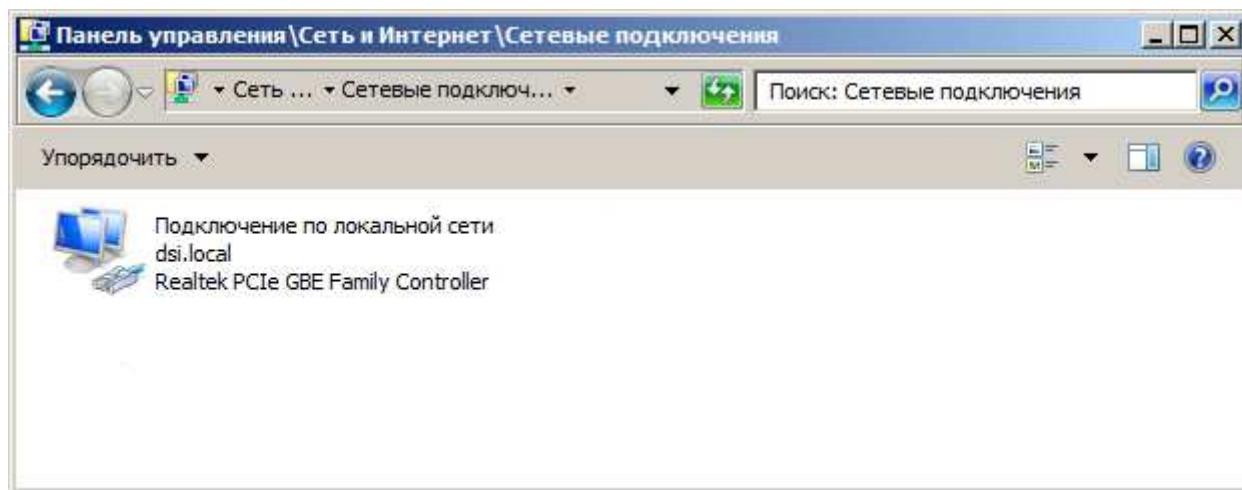 Панель управления\Сеть и Интернет\Сетевые подключения
Сеть ... Сетевые подключ... Поиск: Сетевые подключения
Упорядочить
Подключение по локальной сети
dsi.local
Realtek PCIe GBE Family Controller